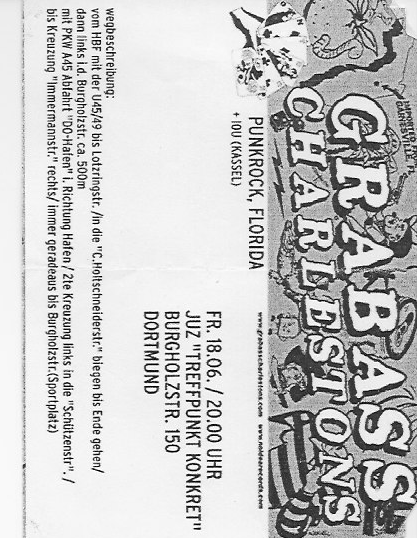 IMPORTED FROM
GAINESVILLE, FL
GRABASS
CHARLESTONS
PUNKROCK, FLORIDA
+ IOU (KASSEL)
www.grabasscharlestons.com www.noidearecords.com
FR. 18.06. / 20.00 UHR
JUZ "TREFFPUNKT KONKRET"
BURGHOLZSTR. 150
DORTMUND
wegbeschreibung:
vom HBF mit der U45/49 bis Lotzringstr. /in die "C.Holtschneiderstr." biegen bis Ende gehen/
dann links i.d. Burgholzstr. ca. 500m
mit PKW A45 Abfahrt "DO-Hafen" i. Richtung Hafen / 2te Kreuzung links in die "Schützenstr". /
bis Kreuzung "Immermannstr." rechts/ immer geradeaus bis Burgholzstr.(Sportplatz)